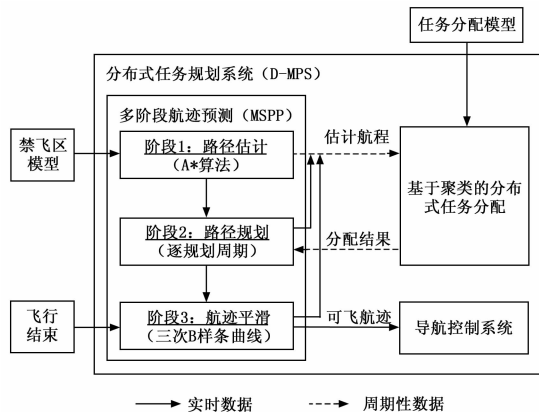 任务分配模型
分布式任务规划系统（D-MPS）
多阶段航迹预测（MSPP）
禁飞区
模型
阶段1：路径估计
（A*算法）
估计航程
基于聚类的分布
式任务分配
阶段2：路径规划
（逐规划周期）
分配结果
飞行
结束
阶段3：航迹平滑
（三次B样条曲线）
可飞航迹
导航控制系统
实时数据
周期性数据